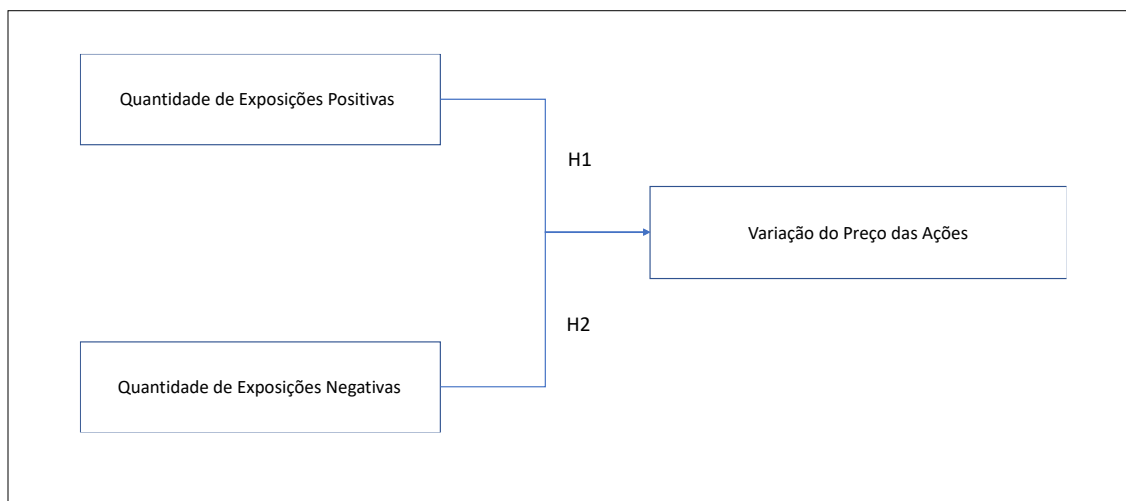 Quantidade de Exposições Positivas
H1
Variação do Preço das Ações
H2
Quantidade de Exposições Negativas